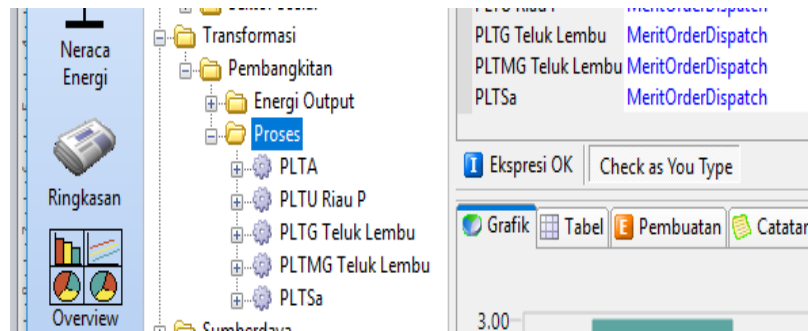 Neraca
Energi
Ringkasan
Overview
Transformasi
Pembangkitan
Energi Output
Proses
PLTA
PLTU Riau P
PLTG Teluk Lembu
PLTMG Teluk Lembu
PLTSa
Sumberdaya
PLTG Teluk Lembu MeritOrderDispatch
PLTMG Teluk Lembu MeritOrderDispatch
PLTSa MeritOrderDispatch
Ekspresi OK Check as You Type
Grafik Tabel Pembuatan Catatan
3.00